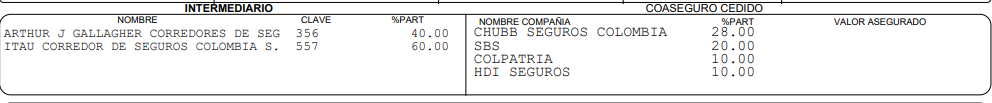 INTERMEDIARIO
NOMBRE CLAVE %PART
ARTHUR J GALLAGHER CORREDORES DE SEG 356 40.00
ITAU CORREDOR DE SEGUROS COLOMBIA S. 557 60.00
COASEGURO CEDIDO
NOMBRE COMPAÑIA %PART VALOR ASEGURADO
CHUBB SEGUROS COLOMBIA 28.00
SBS 20.00
COLPATRIA 10.00
HDI SEGUROS 10.00